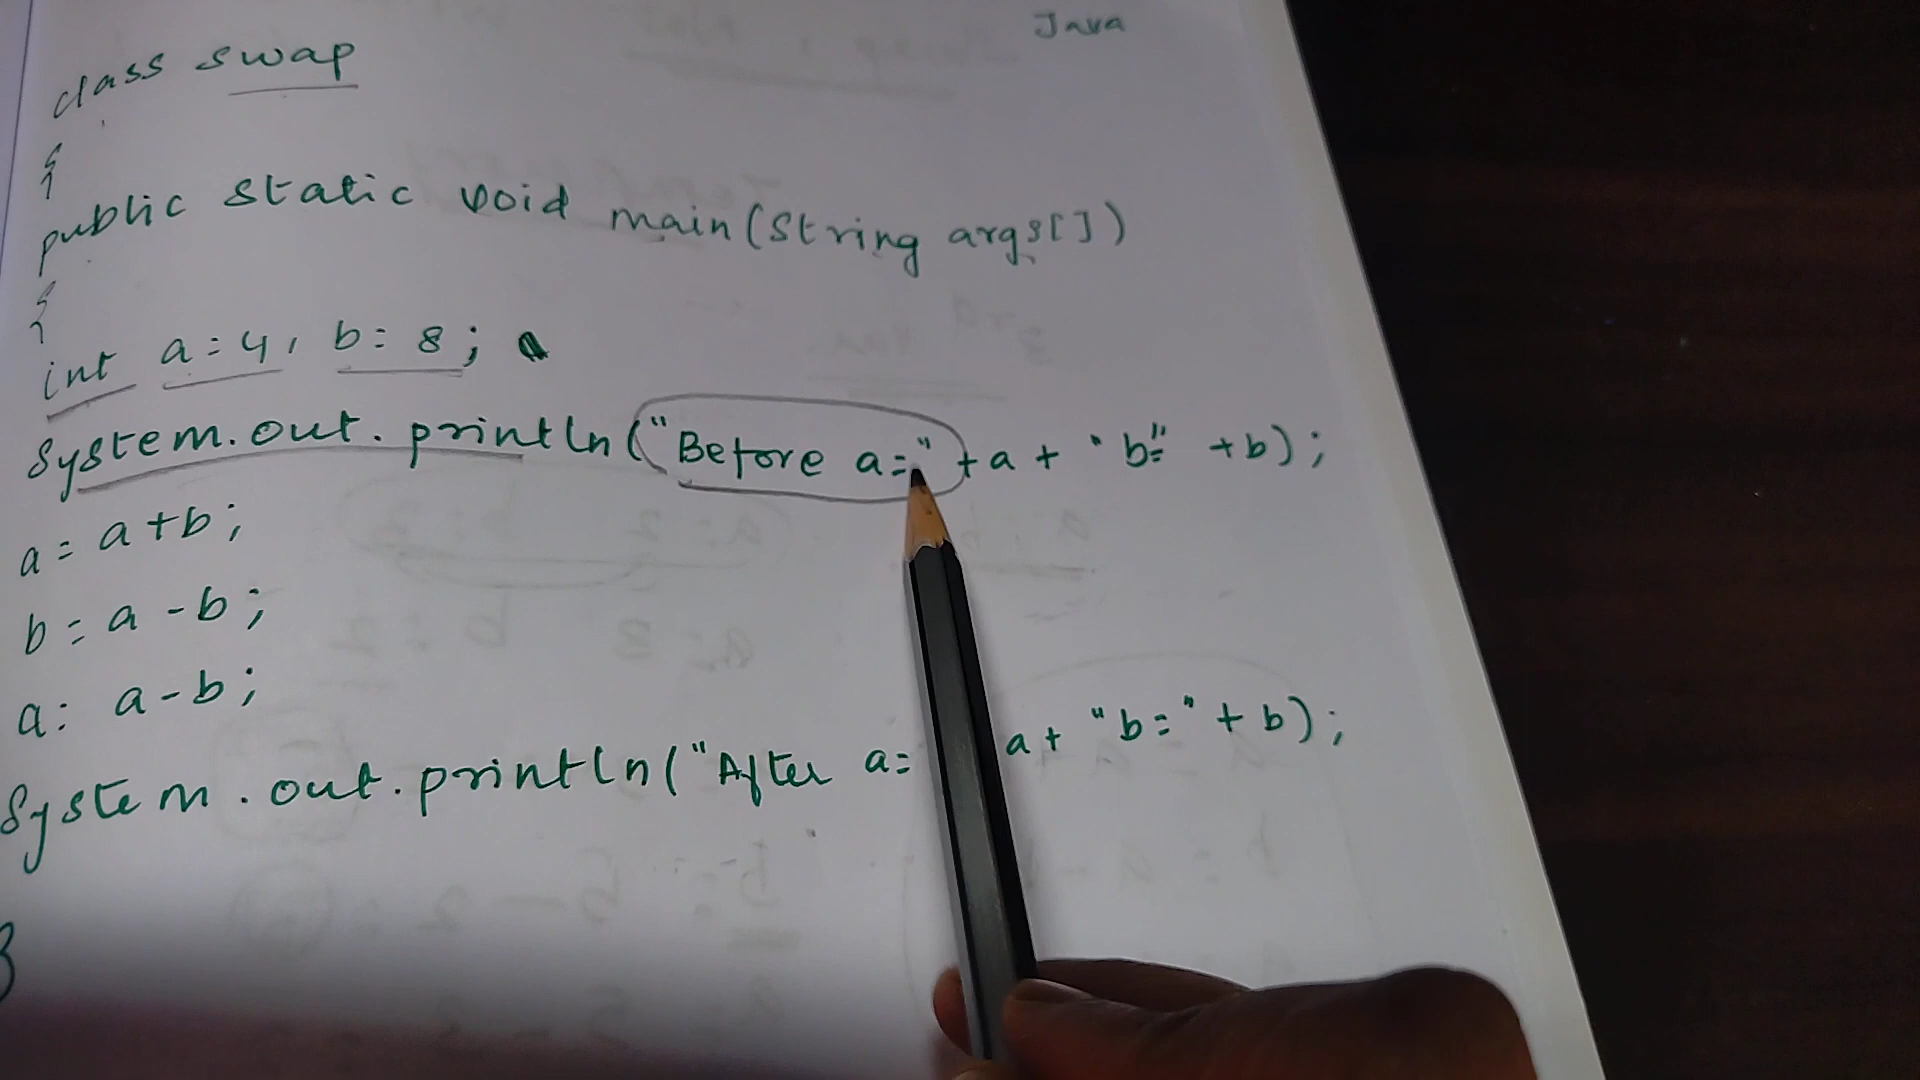 Java
class swap
{
public static void main(String args[])
{
int a=4, b=8;
System.out.println("Before a="+a+"b="+b);
a=a+b;
b=a-b;
a=a-b;
System.out.println("After a= a+"b="+b);
}